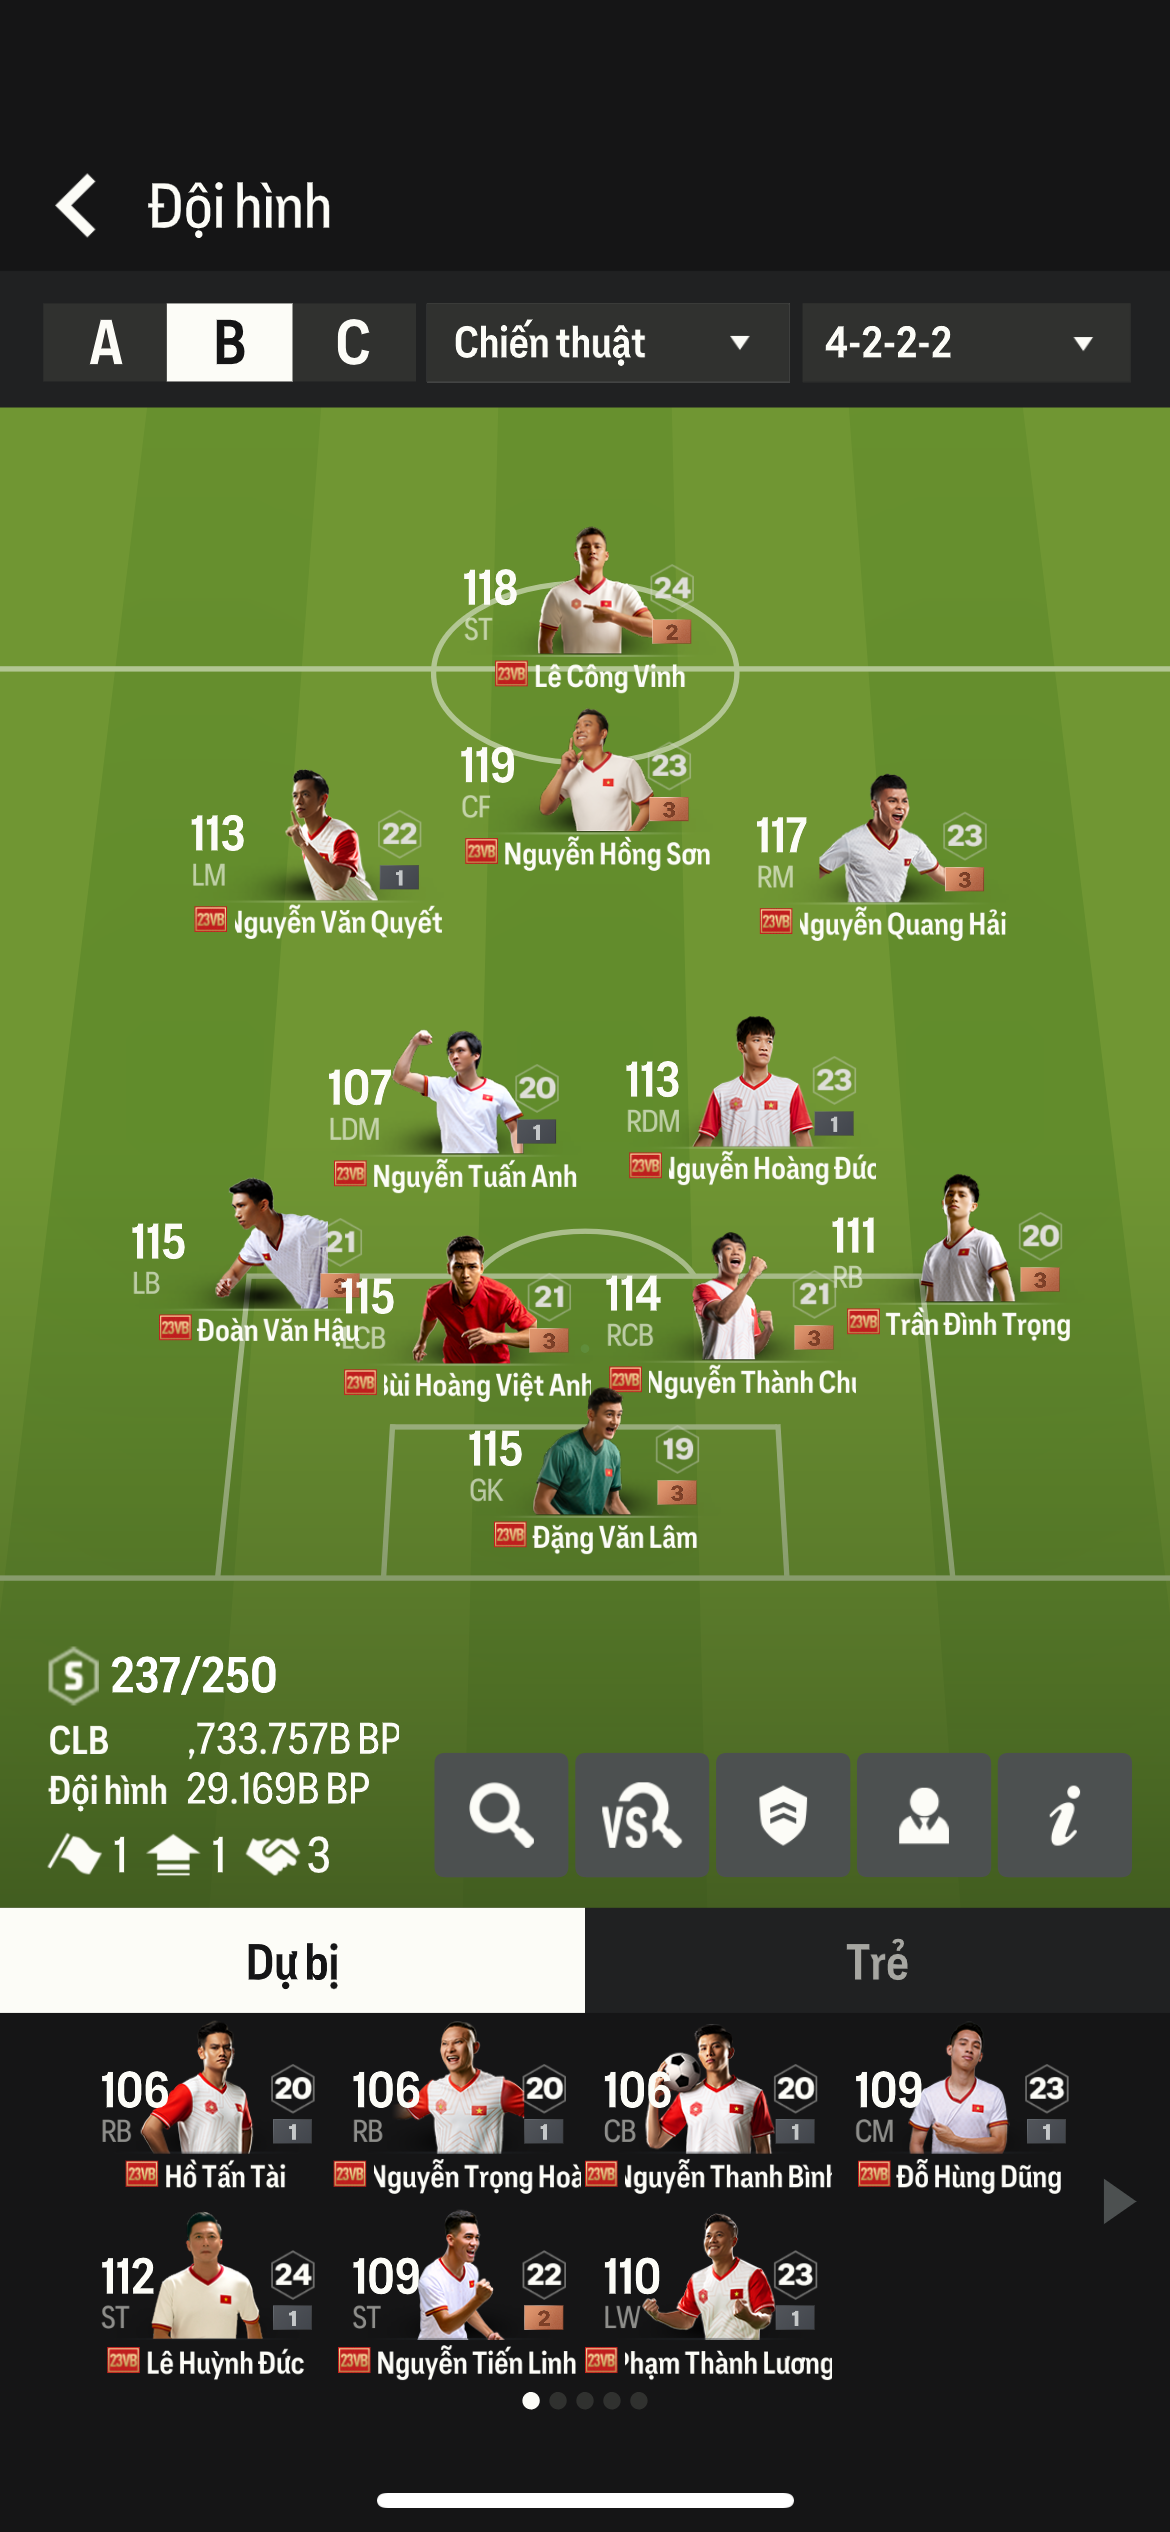 Đội hình
A B C Chiến thuật 4-2-2-2
118 24
ST 2
23VB Lê Công Vinh
119 23
CF 3
23VB Nguyễn Hồng Sơn
113 22
LM 1
23VB Nguyễn Văn Quyết
117 23
RM 3
23VB Nguyễn Quang Hải
107 20
LDM 1
23VB Nguyễn Tuấn Anh
113 23
RDM 1
23VB Nguyễn Hoàng Đức
115 21
LB 3
23VB Đoàn Văn Hậu
115 21
LCB 3
23VB Bùi Hoàng Việt Anh
114 21
RCB 3
23VB Nguyễn Thành Chu
111 20
RB 3
23VB Trần Đình Trọng
115 19
GK 3
23VB Đặng Văn Lâm
S 237/250
CLB ,733.757B BP
Đội hình 29.169B BP
1 1 3
VS i
Dự bị Trẻ
106 20
RB 1
23VB Hồ Tấn Tài
106 20
RB 1
23VB Nguyễn Trọng Hoà
106 20
CB 1
23VB Nguyễn Thanh Bình
109 23
CM 1
23VB Đỗ Hùng Dũng
112 24
ST 1
23VB Lê Huỳnh Đức
109 22
ST 2
23VB Nguyễn Tiến Linh
110 23
LW 1
23VB Phạm Thành Lương